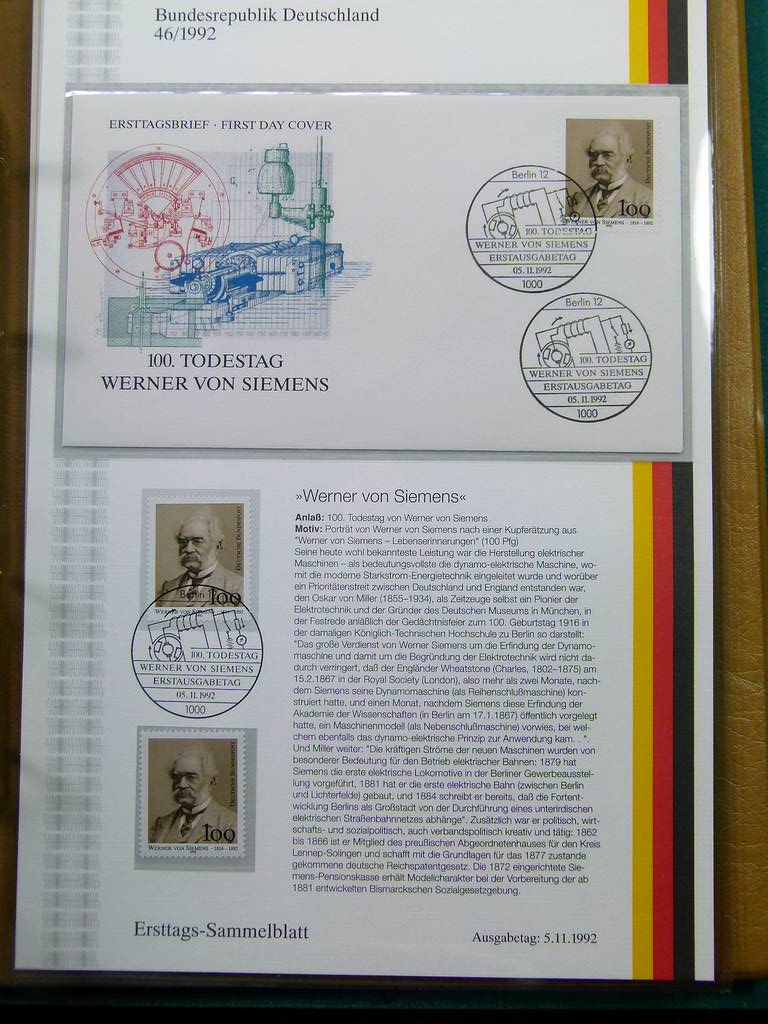 Bundesrepublik Deutschland
46/1992
ERSTTAGSBRIEF · FIRST DAY COVER
DEUTSCHE BUNDESPOST
100
WERNER VON SIEMENS · 1816 – 1892
Berlin 12
100. TODESTAG
WERNER VON SIEMENS
ERSTAUSGABETAG
05.11.1992
1000
Berlin 12
100. TODESTAG
WERNER VON SIEMENS
ERSTAUSGABETAG
05.11.1992
1000
100. TODESTAG
WERNER VON SIEMENS
DEUTSCHE BUNDESPOST
100
Berlin 12
100. TODESTAG
WERNER VON SIEMENS
ERSTAUSGABETAG
05.11.1992
1000
DEUTSCHE BUNDESPOST
100
WERNER VON SIEMENS · 1816 – 1892
»Werner von Siemens«
Anlaß: 100. Todestag von Werner von Siemens
Motiv: Porträt von Werner von Siemens nach einer Kupferätzung aus
"Werner von Siemens – Lebenserinnerungen" (100 Pfg)
Seine heute wohl bekannteste Leistung war die Herstellung elektrischer
Maschinen – als bedeutungsvollste die dynamo-elektrische Maschine, wo-
mit die moderne Starkstrom-Energietechnik eingeleitet wurde und worüber
ein Prioritätenstreit zwischen Deutschland und England entstanden war,
den Oskar von Miller (1855–1934), als Zeitzeuge selbst ein Pionier der
Elektrotechnik und der Gründer des Deutschen Museums in München, in
der Festrede anläßlich der Gedächtnisfeier zum 100. Geburtstag 1916 in
der damaligen Königlich-Technischen Hochschule zu Berlin so darstellt:
"Das große Verdienst von Werner Siemens um die Erfindung der Dynamo-
maschine und damit um die Begründung der Elektrotechnik wird nicht da-
durch verringert, daß der Engländer Wheatstone (Charles, 1802–1875) am
15.2.1867 in der Royal Society (London), also mehr als zwei Monate, nach-
dem Siemens seine Dynamomaschine (als Reihenschlußmaschine) kon-
struiert hatte, und einen Monat, nachdem Siemens diese Erfindung der
Akademie der Wissenschaften (in Berlin am 17.1.1867) öffentlich vorgelegt
hatte, ein Maschinenmodell (als Nebenschlußmaschine) vorwies, bei wel-
chem ebenfalls das dynamo-elektrische Prinzip zur Anwendung kam. . ".
Und Miller weiter: "Die kräftigen Ströme der neuen Maschinen wurden von
besonderer Bedeutung für den Betrieb elektrischer Bahnen: 1879 hat
Siemens die erste elektrische Lokomotive in der Berliner Gewerbeausstel-
lung vorgeführt, 1881 hat er die erste elektrische Bahn (zwischen Berlin
und Lichterfelde) gebaut, und 1884 schreibt er bereits, daß die Fortent-
wicklung Berlins als Großstadt von der Durchführung eines unterirdischen
elektrischen Straßenbahnnetzes abhänge". Zusätzlich war er politisch, wirt-
schafts- und sozialpolitisch, auch verbandspolitisch kreativ und tätig: 1862
bis 1866 ist er Mitglied des preußischen Abgeordnetenhauses für den Kreis
Lennep-Solingen und schafft mit die Grundlagen für das 1877 zustande
gekommene deutsche Reichspatentgesetz. Die 1872 eingerichtete Sie-
mens-Pensionskasse erhält Modellcharakter bei der Vorbereitung der ab
1881 entwickelten Bismarckschen Sozialgesetzgebung.
Ersttags-Sammelblatt
Ausgabetag: 5.11.1992